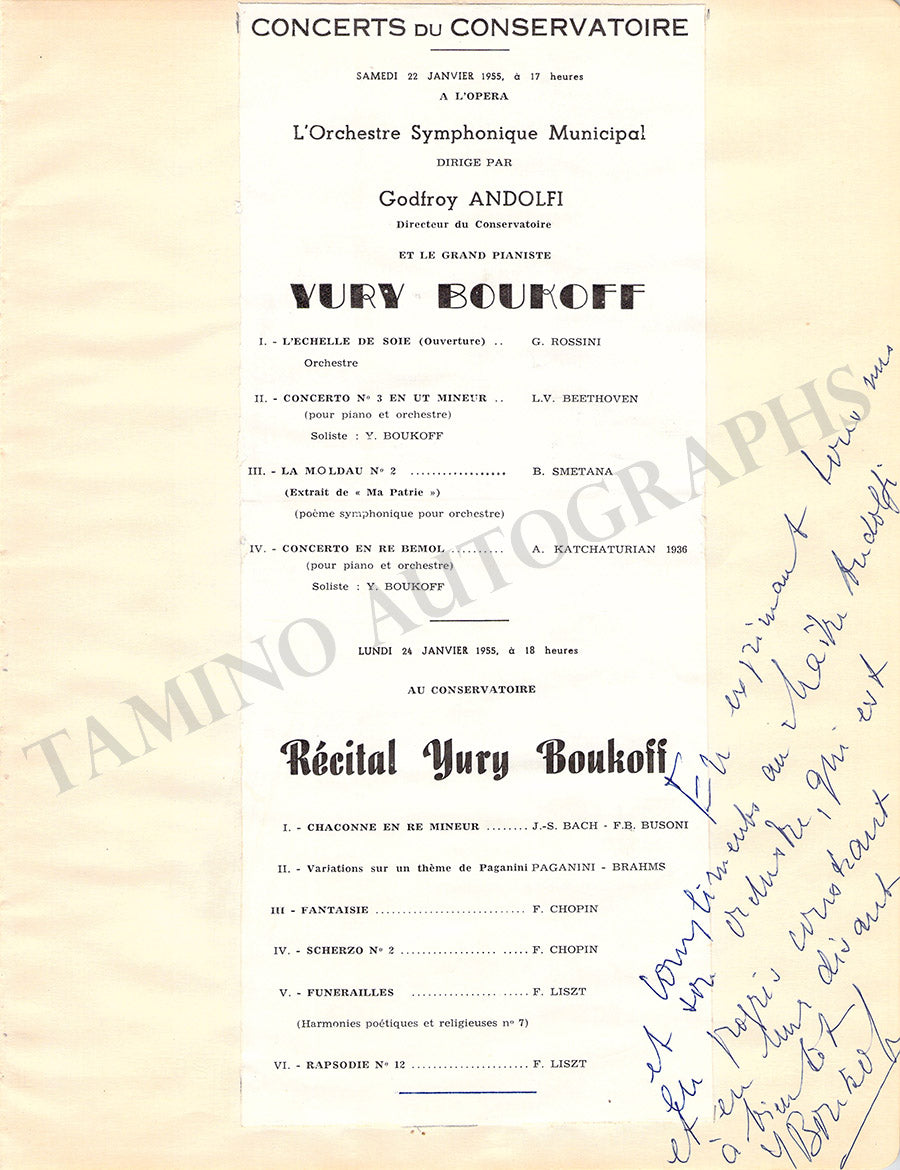 CONCERTS DU CONSERVATOIRE
SAMEDI 22 JANVIER 1955, à 17 heures
A L'OPERA
L'Orchestre Symphonique Municipal
DIRIGE PAR
Godfroy ANDOLFI
Directeur du Conservatoire
ET LE GRAND PIANISTE
YURY BOUKOFF
I. - L'ECHELLE DE SOIE (Ouverture) .. G. ROSSINI
Orchestre
II. - CONCERTO Nº 3 EN UT MINEUR .. L.V. BEETHOVEN
(pour piano et orchestre)
Soliste : Y. BOUKOFF
III. - LA MOLDAU Nº 2 .................. B. SMETANA
(Extrait de « Ma Patrie »)
(poème symphonique pour orchestre)
IV. - CONCERTO EN RE BEMOL .......... A. KATCHATURIAN 1936
(pour piano et orchestre)
Soliste : Y. BOUKOFF
LUNDI 24 JANVIER 1955, à 18 heures
AU CONSERVATOIRE
Récital Yury Boukoff
I. - CHACONNE EN RE MINEUR ........ J.-S. BACH - F.B. BUSONI
II. - Variations sur un thème de Paganini PAGANINI - BRAHMS
III - FANTAISIE ............................ F. CHOPIN
IV. - SCHERZO Nº 2 ................... ..... F. CHOPIN
V. - FUNERAILLES ................ ..... F. LISZT
(Harmonies poétiques et religieuses nº 7)
VI. - RAPSODIE Nº 12 ...................... F. LISZT
En exprimant tous mes
compliments au Maître Andolfi
et son orchestre, qui est
en progrès constant
et en leur disant
à bientôt
Y Boukoff
TAMINO AUTOGRAPHS